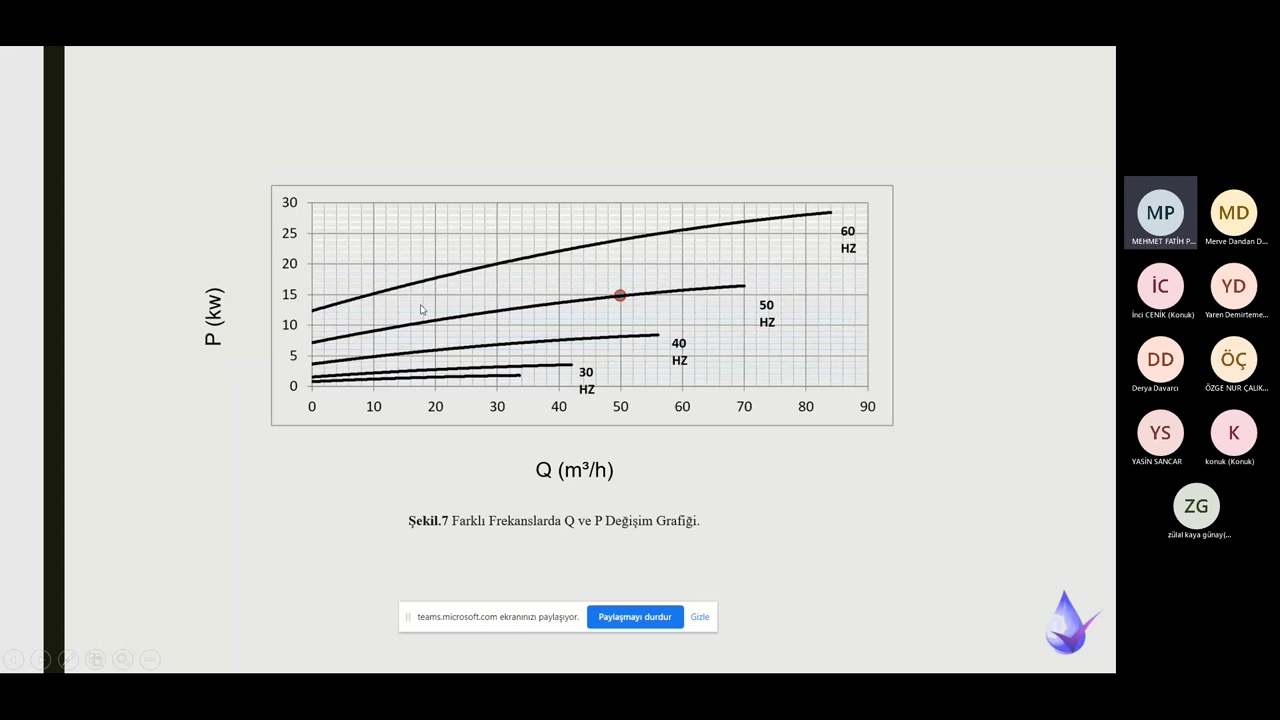 30
25
20
15
10
5
0
0 10 20 30 40 50 60 70 80 90
60
HZ
50
HZ
40
HZ
30
HZ
P (kw)
Q (m³/h)
Şekil.7 Farklı Frekanslarda Q ve P Değişim Grafiği.
teams.microsoft.com ekranınızı paylaşıyor. Paylaşmayı durdur Gizle
MP MD
MEHMET FATİH P... Merve Dandan D...
İC YD
İnci CENİK (Konuk) Yaren Demirteme...
DD ÖÇ
Derya Davarcı ÖZGE NUR ÇALIK...
YS K
YASİN SANCAR konuk (Konuk)
ZG
zülal kaya günay(...